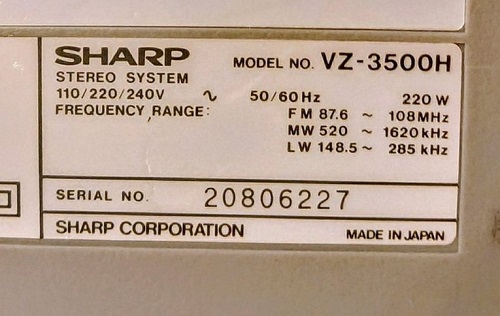 SHARP MODEL NO. VZ-3500H
STEREO SYSTEM
110/220/240V ∿ 50/60Hz 220 W
FREQUENCY RANGE: FM 87.6 ~ 108MHz
MW 520 ~ 1620kHz
LW 148.5 ~ 285 kHz
SERIAL NO. 20806227
SHARP CORPORATION MADE IN JAPAN